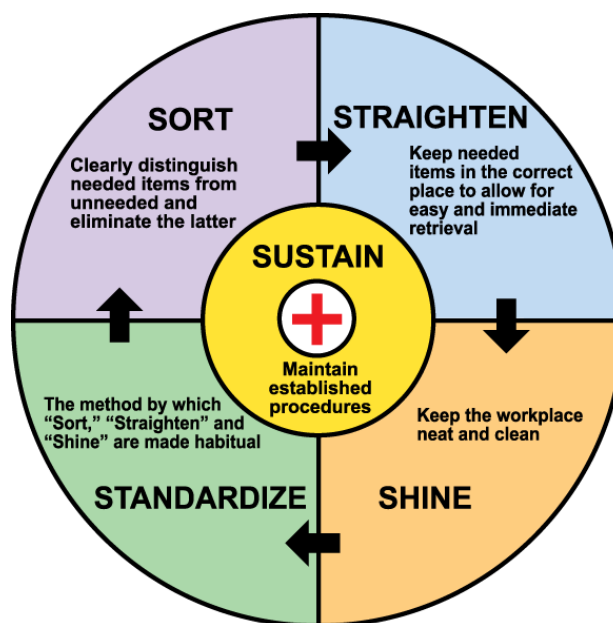 SORT
Clearly distinguish
needed items from
unneeded and
eliminate the latter
STRAIGHTEN
Keep needed
items in the correct
place to allow for
easy and immediate
retrieval
SUSTAIN
Maintain
established
procedures
The method by which
“Sort,” “Straighten” and
“Shine” are made habitual
STANDARDIZE
Keep the workplace
neat and clean
SHINE